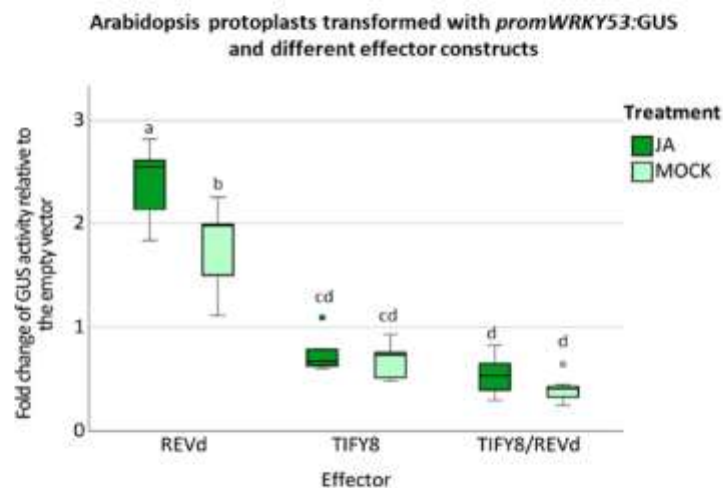 Arabidopsis protoplasts transformed with promWRKY53:GUS
and different effector constructs
Fold change of GUS activity relative to
the empty vector
3
2
1
0
a
b
cd
cd
d
d
REVd
TIFY8
TIFY8/REVd
Effector
Treatment
JA
MOCK